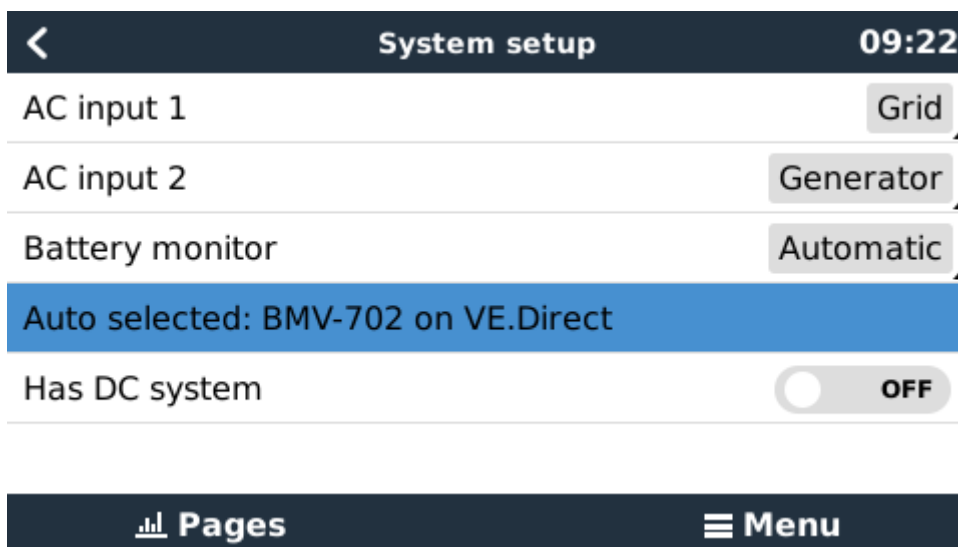 System setup 09:22
AC input 1 Grid
AC input 2 Generator
Battery monitor Automatic
Auto selected: BMV-702 on VE.Direct
Has DC system OFF
Pages Menu